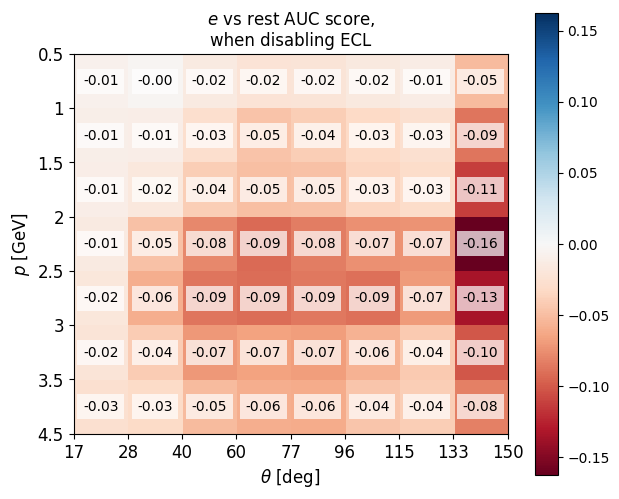 e vs rest AUC score,
when disabling ECL
0.5
-0.01 -0.00 -0.02 -0.02 -0.02 -0.02 -0.01 -0.05
1
-0.01 -0.01 -0.03 -0.05 -0.04 -0.03 -0.03 -0.09
1.5
-0.01 -0.02 -0.04 -0.05 -0.05 -0.03 -0.03 -0.11
2
-0.01 -0.05 -0.08 -0.09 -0.08 -0.07 -0.07 -0.16
2.5
-0.02 -0.06 -0.09 -0.09 -0.09 -0.09 -0.07 -0.13
3
-0.02 -0.04 -0.07 -0.07 -0.07 -0.06 -0.04 -0.10
3.5
-0.03 -0.03 -0.05 -0.06 -0.06 -0.04 -0.04 -0.08
4.5
p [GeV]
17 28 40 60 77 96 115 133 150
θ [deg]
0.15
0.10
0.05
0.00
−0.05
−0.10
−0.15